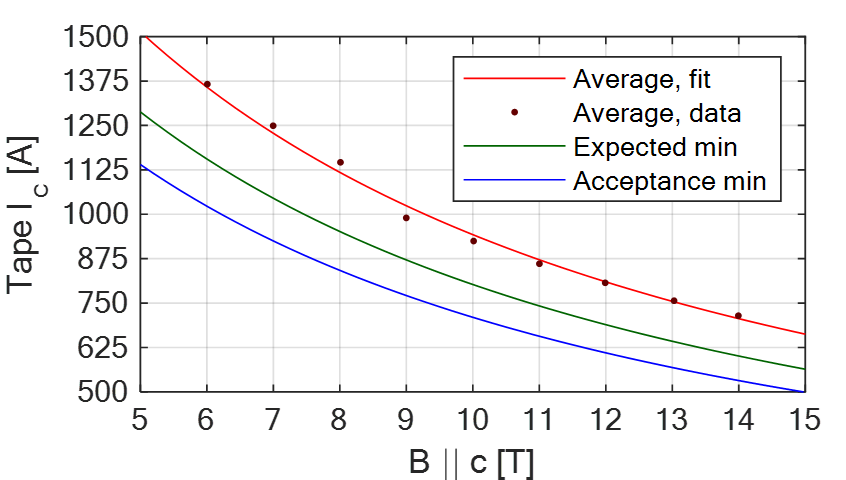 1500
1375
1250
1125
1000
875
750
625
500
Tape I_C [A]
Average, fit
Average, data
Expected min
Acceptance min
5 6 7 8 9 10 11 12 13 14 15
B || c [T]